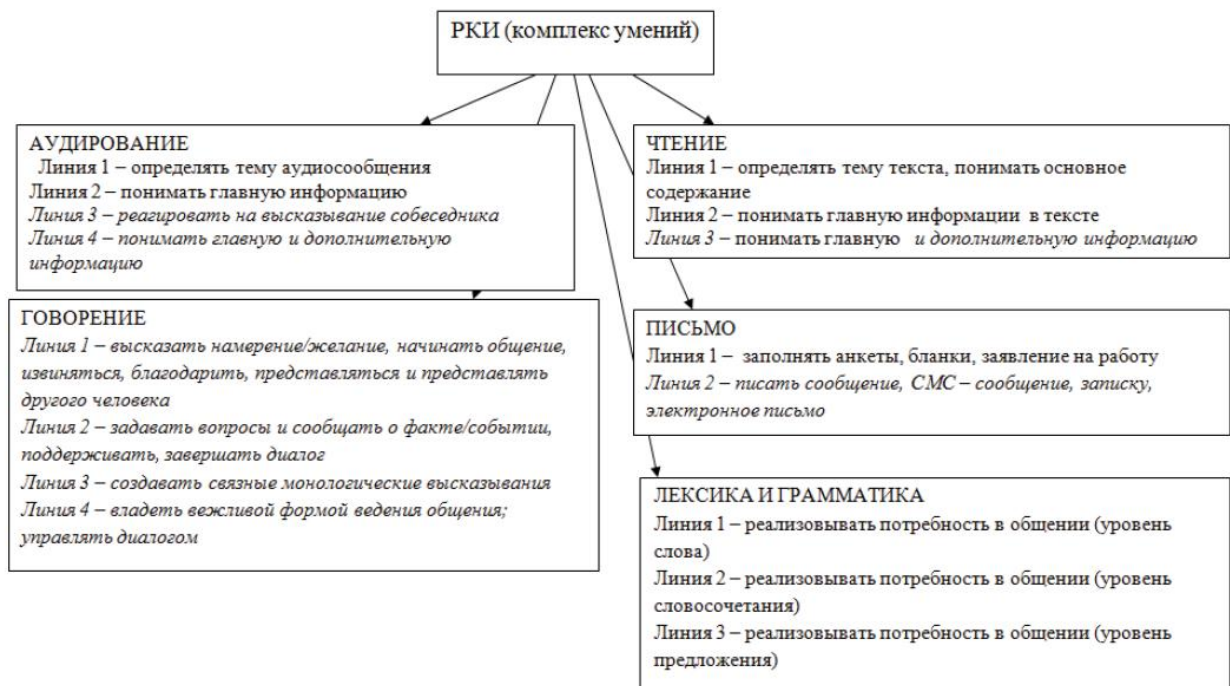 РКИ (комплекс умений)
АУДИРОВАНИЕ
Линия 1 – определять тему аудиосообщения
Линия 2 – понимать главную информацию
Линия 3 – реагировать на высказывание собеседника
Линия 4 – понимать главную и дополнительную
информацию
ГОВОРЕНИЕ
Линия 1 – высказать намерение/желание, начинать общение,
извиняться, благодарить, представляться и представлять
другого человека
Линия 2 – задавать вопросы и сообщать о факте/событии,
поддерживать, завершать диалог
Линия 3 – создавать связные монологические высказывания
Линия 4 – владеть вежливой формой ведения общения;
управлять диалогом
ЧТЕНИЕ
Линия 1 – определять тему текста, понимать основное
содержание
Линия 2 – понимать главную информации в тексте
Линия 3 – понимать главную и дополнительную информацию
ПИСЬМО
Линия 1 – заполнять анкеты, бланки, заявление на работу
Линия 2 – писать сообщение, СМС – сообщение, записку,
электронное письмо
ЛЕКСИКА И ГРАММАТИКА
Линия 1 – реализовывать потребность в общении (уровень
слова)
Линия 2 – реализовывать потребность в общении (уровень
словосочетания)
Линия 3 – реализовывать потребность в общении (уровень
предложения)